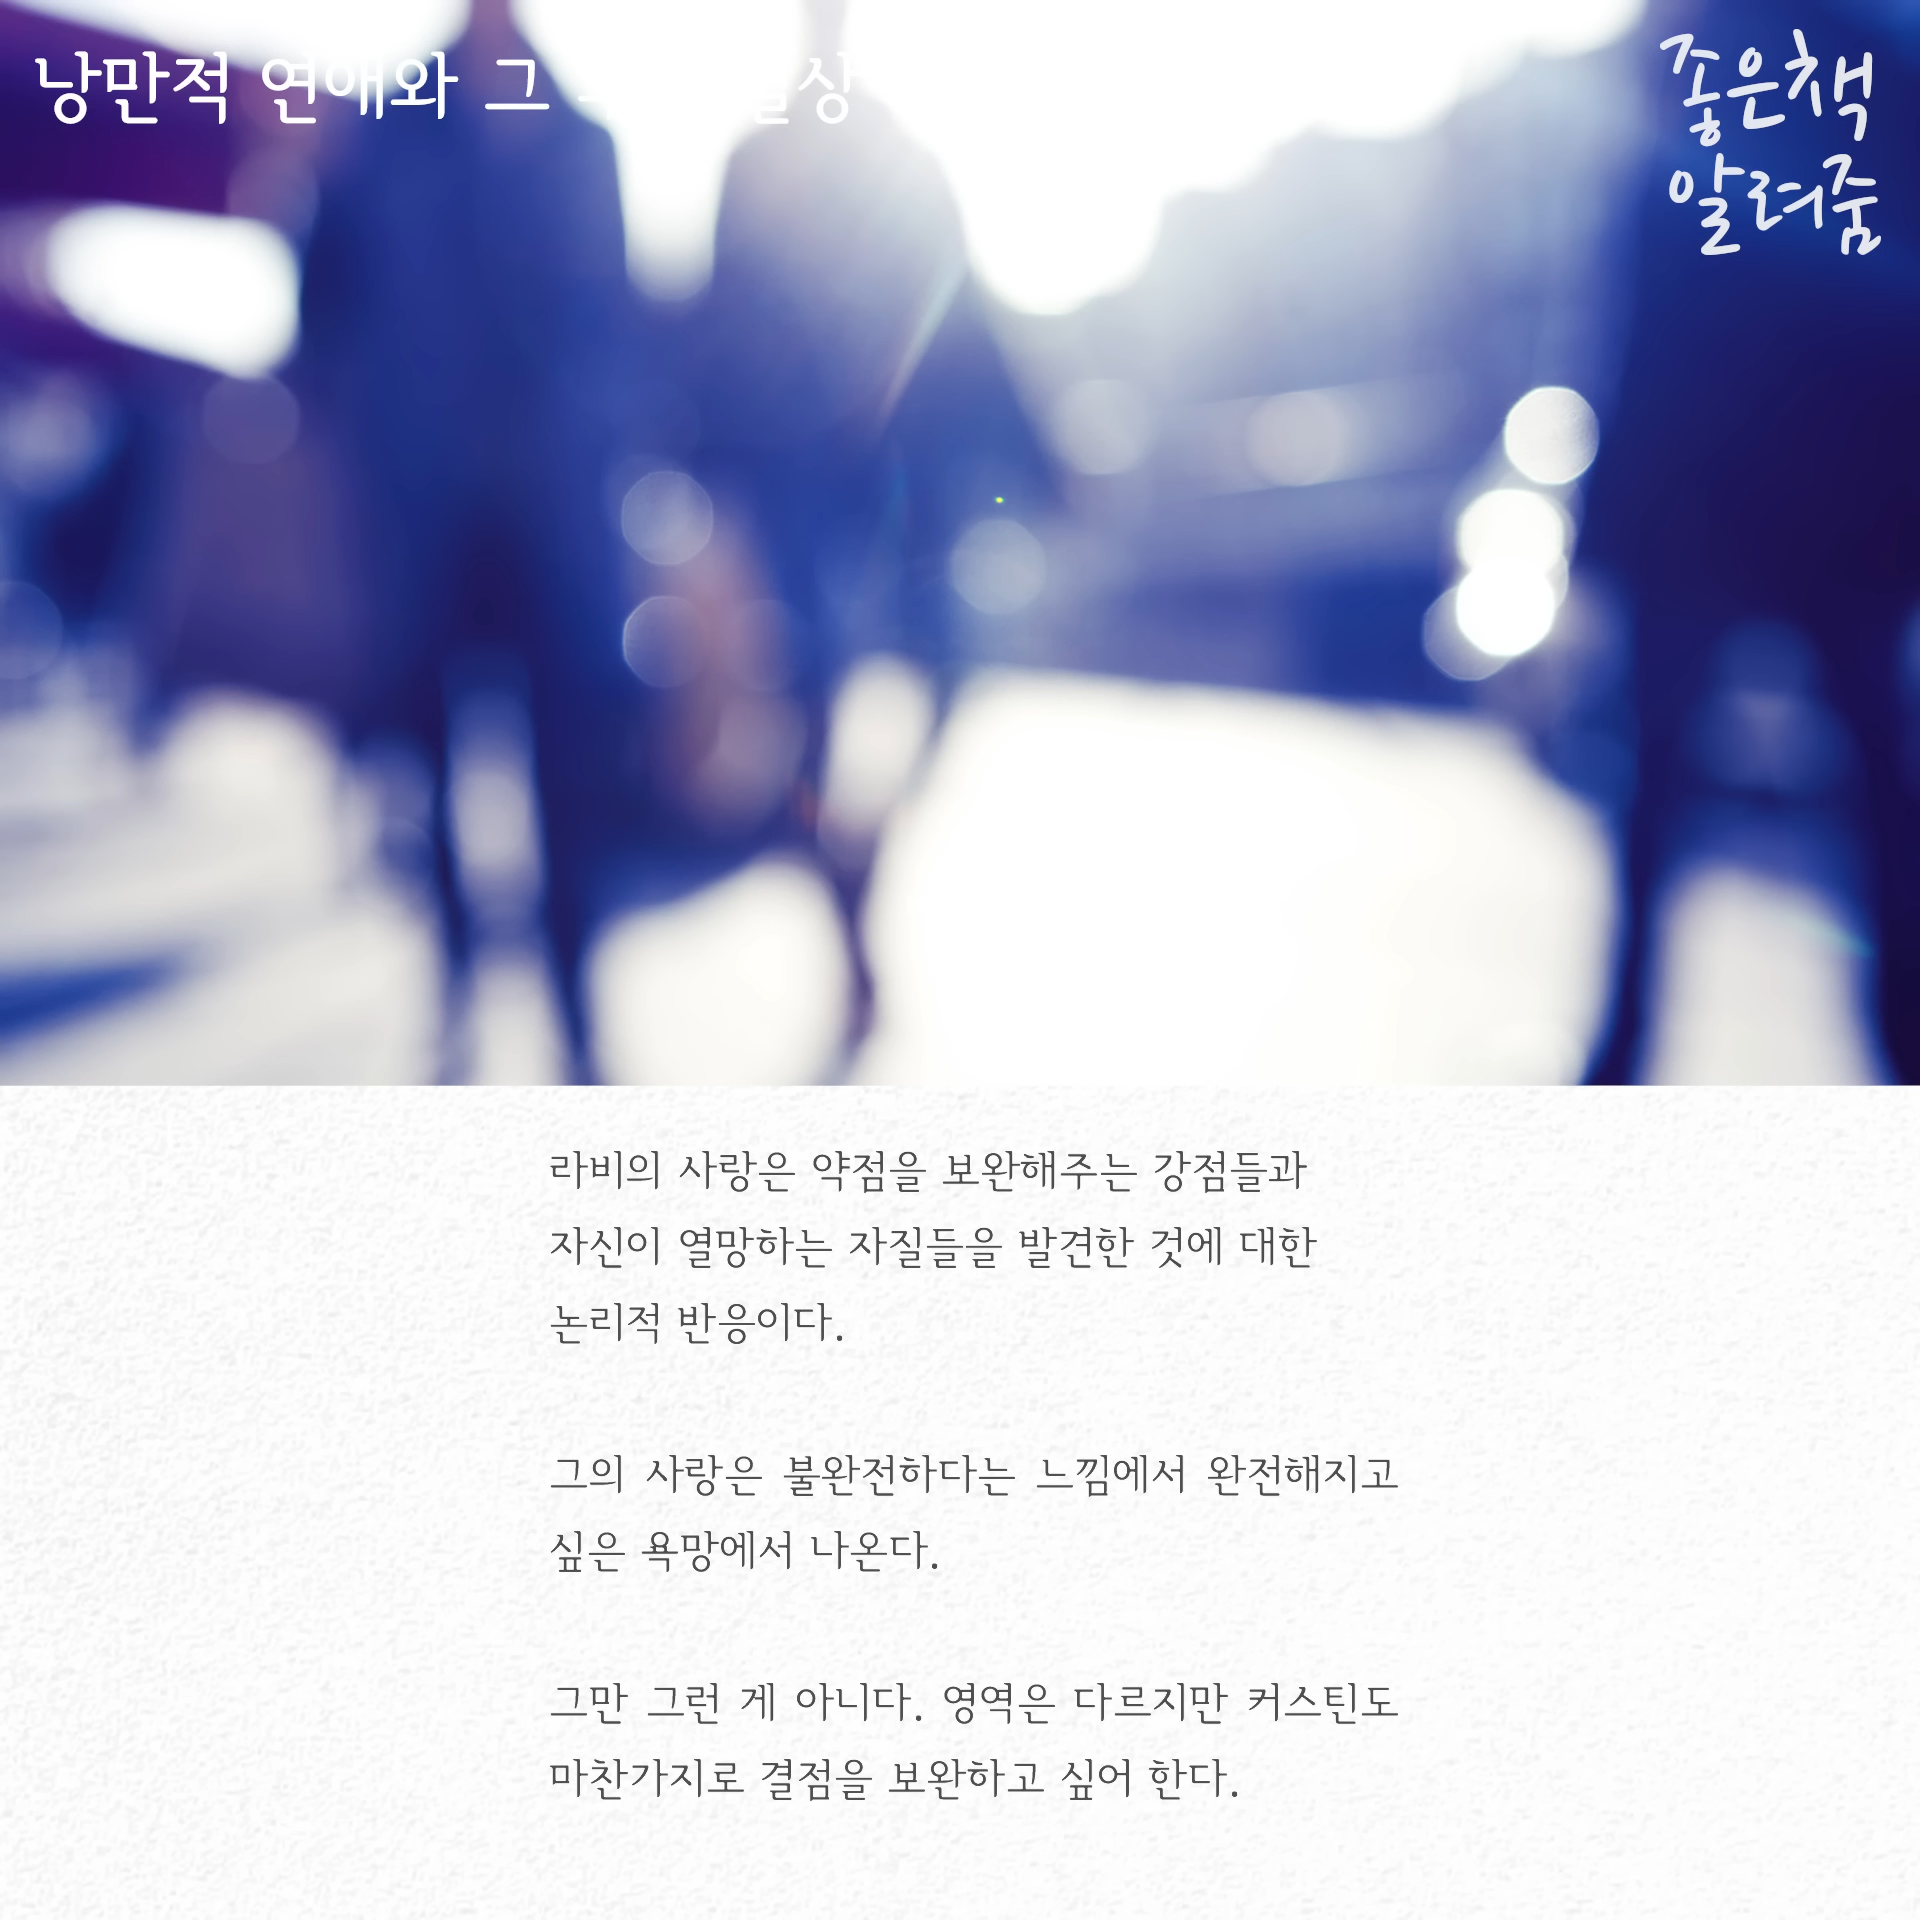 낭만적 연애와 그 일상
좋은책
알려줌
라비의 사랑은 약점을 보완해주는 강점들과
자신이 열망하는 자질들을 발견한 것에 대한
논리적 반응이다.
그의 사랑은 불완전하다는 느낌에서 완전해지고
싶은 욕망에서 나온다.
그만 그런 게 아니다. 영역은 다르지만 커스틴도
마찬가지로 결점을 보완하고 싶어 한다.